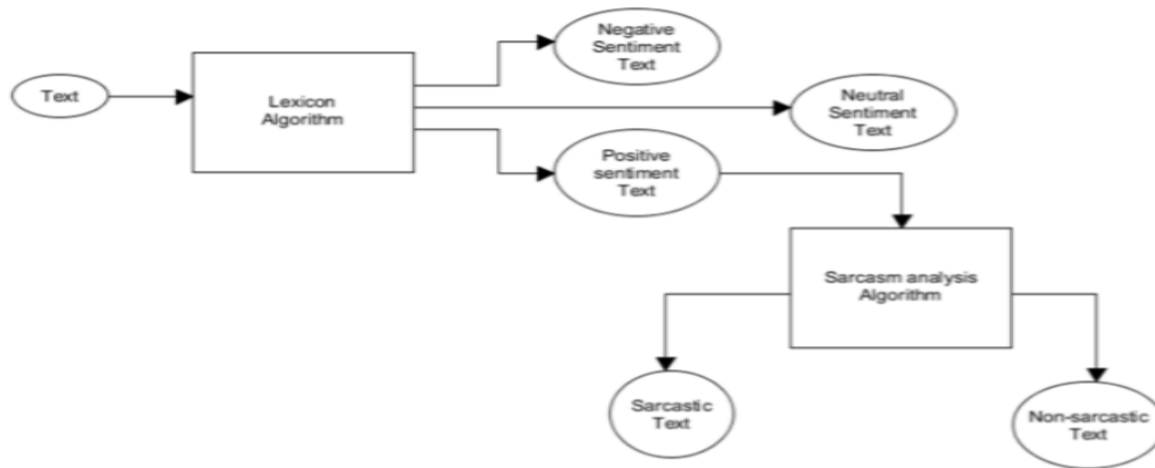 Text
Lexicon
Algorithm
Negative
Sentiment
Text
Neutral
Sentiment
Text
Positive
sentiment
Text
Sarcasm analysis
Algorithm
Sarcastic
Text
Non-sarcastic
Text